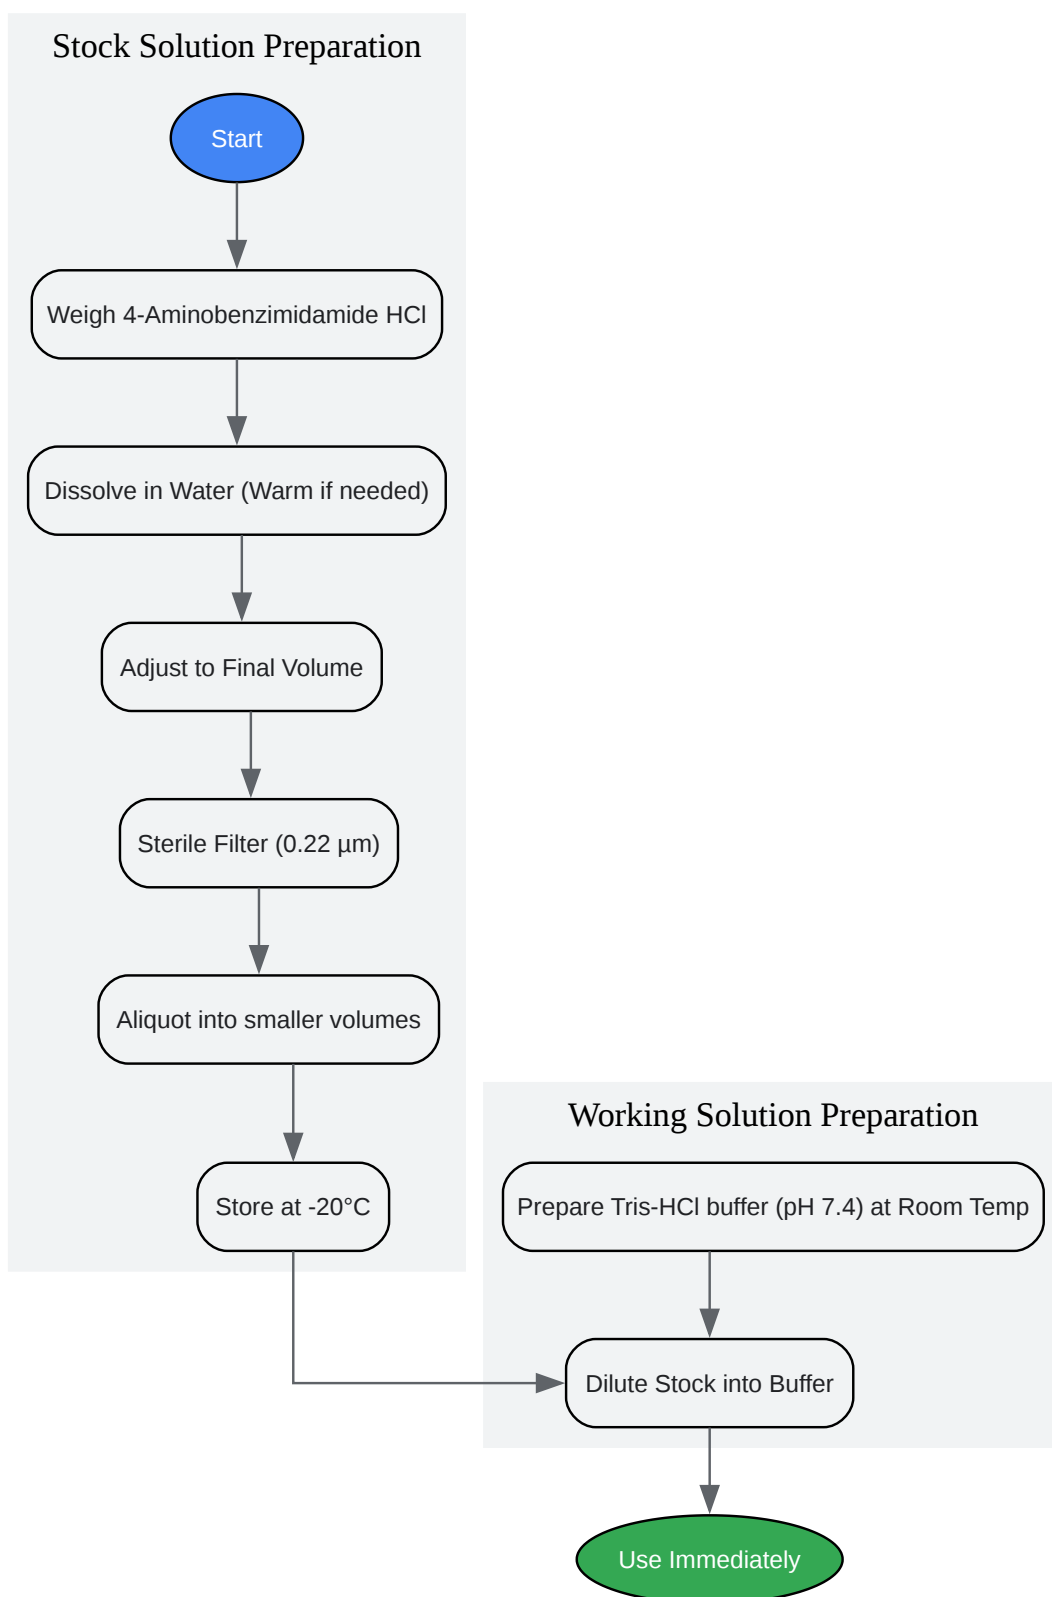 Stock Solution Preparation
Start
Weigh 4-Aminobenzimidamide HCl
Dissolve in Water (Warm if needed)
Adjust to Final Volume
Sterile Filter (0.22 µm)
Aliquot into smaller volumes
Store at -20°C
Working Solution Preparation
Prepare Tris-HCl buffer (pH 7.4) at Room Temp
Dilute Stock into Buffer
Use Immediately